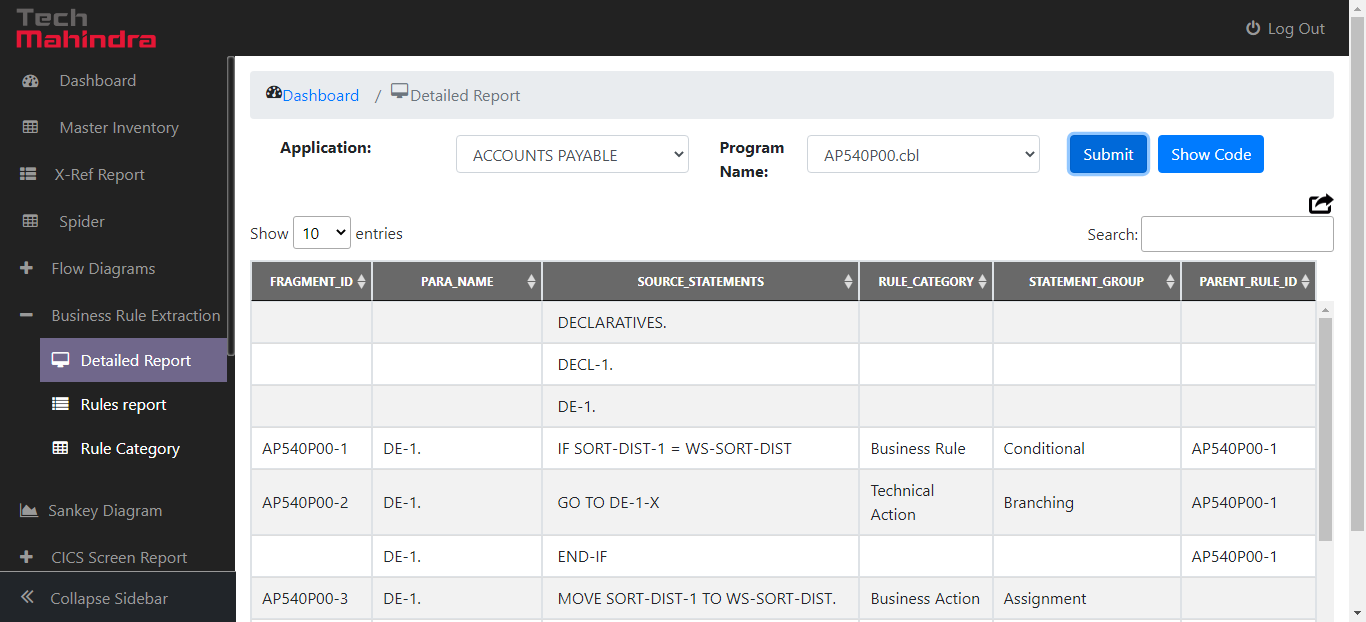 Tech
Mahindra
Log Out
Dashboard
Master Inventory
X-Ref Report
Spider
Flow Diagrams
Business Rule Extraction
Detailed Report
Rules report
Rule Category
Sankey Diagram
CICS Screen Report
Collapse Sidebar
Dashboard / Detailed Report
Application: ACCOUNTS PAYABLE Program Name: AP540P00.cbl Submit Show Code
Show 10 entries Search:
FRAGMENT_ID PARA_NAME SOURCE_STATEMENTS RULE_CATEGORY STATEMENT_GROUP PARENT_RULE_ID
DECLARATIVES.
DECL-1.
DE-1.
AP540P00-1 DE-1. IF SORT-DIST-1 = WS-SORT-DIST Business Rule Conditional AP540P00-1
AP540P00-2 DE-1. GO TO DE-1-X Technical Action Branching AP540P00-1
DE-1. END-IF AP540P00-1
AP540P00-3 DE-1. MOVE SORT-DIST-1 TO WS-SORT-DIST. Business Action Assignment